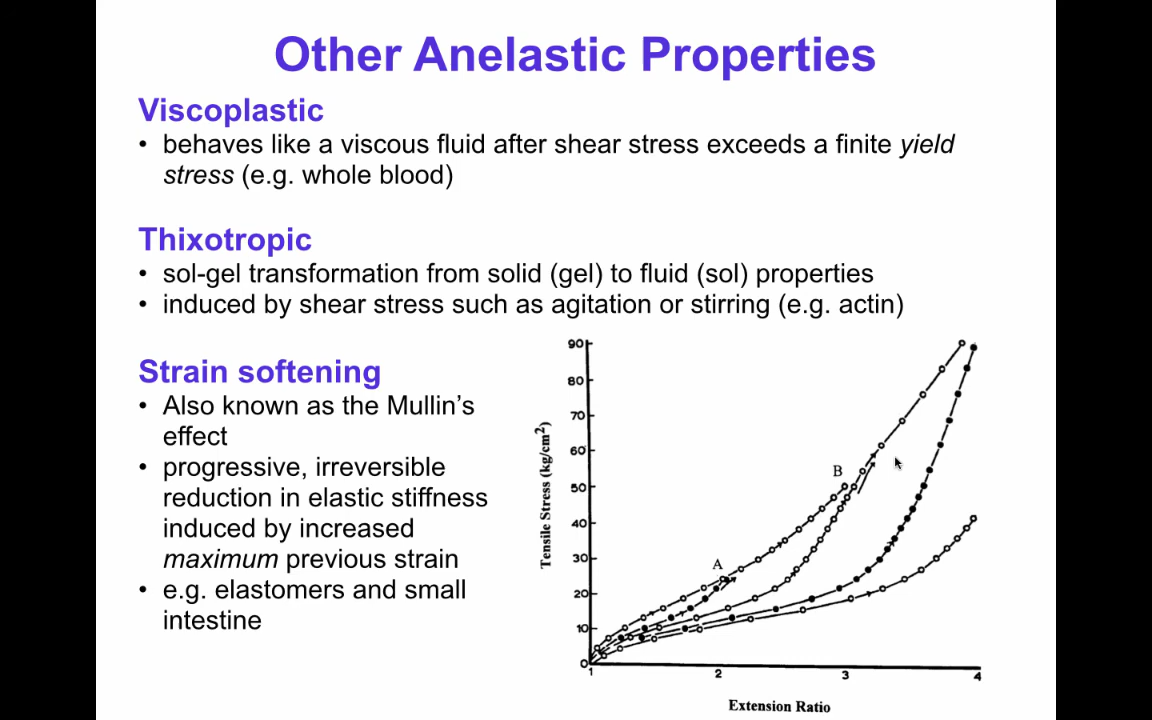 Other Anelastic Properties
Viscoplastic
• behaves like a viscous fluid after shear stress exceeds a finite yield
stress (e.g. whole blood)
Thixotropic
• sol-gel transformation from solid (gel) to fluid (sol) properties
• induced by shear stress such as agitation or stirring (e.g. actin)
Strain softening
• Also known as the Mullin’s
effect
• progressive, irreversible
reduction in elastic stiffness
induced by increased
maximum previous strain
• e.g. elastomers and small
intestine
Tensile Stress (kg/cm²)
90
80
70
60
50
40
30
20
10
0
B
A
1 2 3 4
Extension Ratio